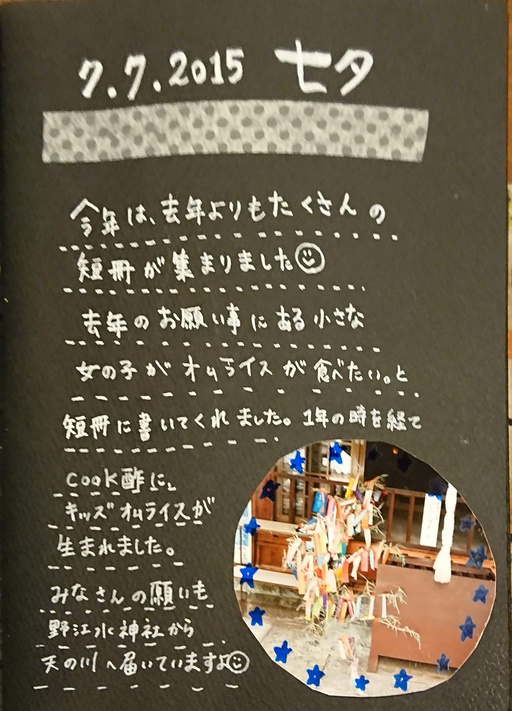 7.7.2015 七夕
今年は、去年よりもたくさんの
短冊が集まりました
去年のお願い事にある小さな
女の子がオムライスが食べたい。と
短冊に書いてくれました。1年の時を経て
COOK酢に、
キッズオムライスが
生まれました。
みなさんの願いも
野江水神社から
天の川へ届いていますよ